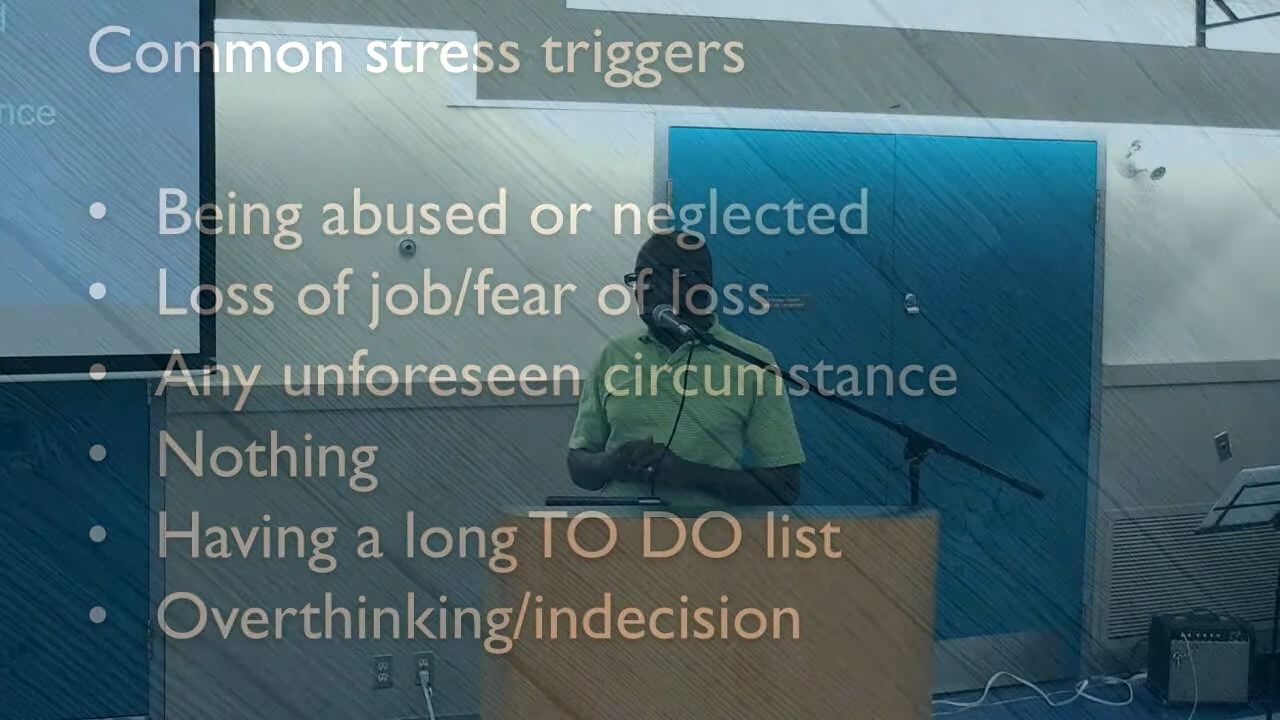 Common stress triggers
nce
• Being abused or neglected
• Loss of job/fear of loss
• Any unforeseen circumstance
• Nothing
• Having a long TO DO list
• Overthinking/indecision